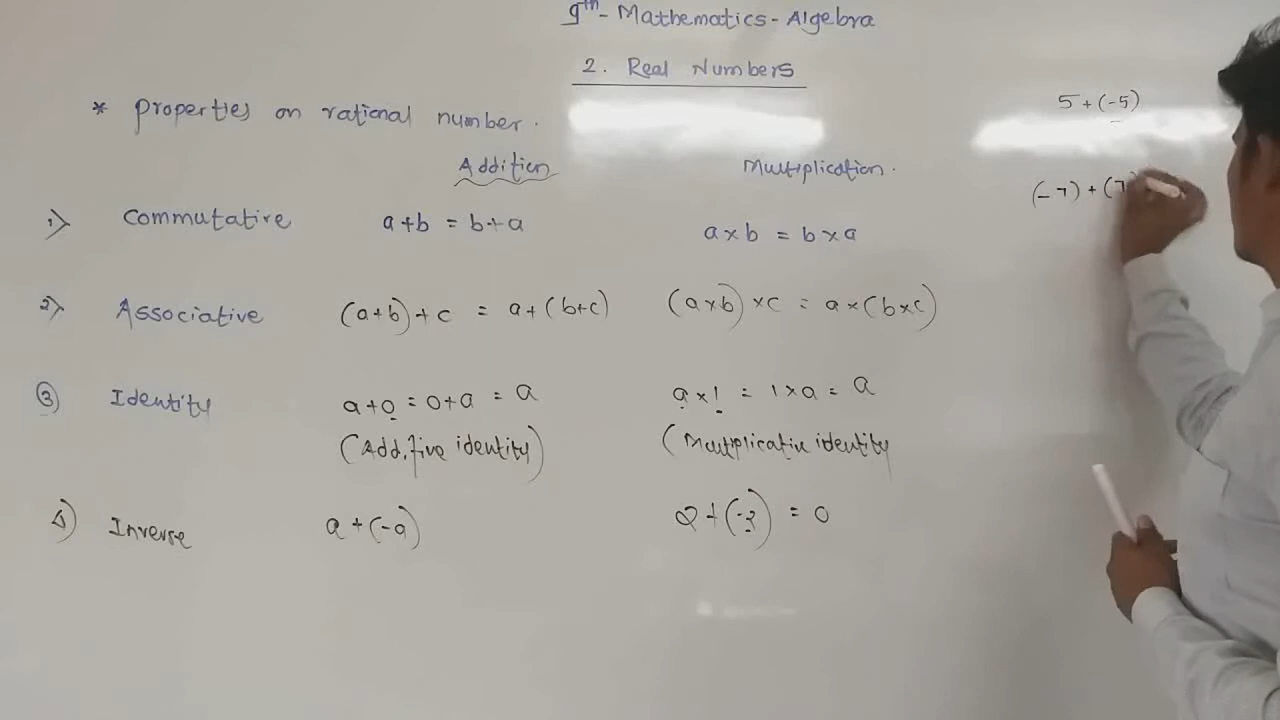 9th - Mathematics - Algebra
2. Real Numbers
* Properties on rational number.
Addition Multiplication.
1) Commutative a+b = b+a a×b = b×a
2) Associative (a+b)+c = a+(b+c) (a×b)×c = a×(b×c)
③ Identity a+0 = 0+a = a a×1 = 1×a = a
(Additive identity) (Multiplicative identity
4) Inverse a+(-a) 2+(-2) = 0
5+(-5)
(-7)+(7